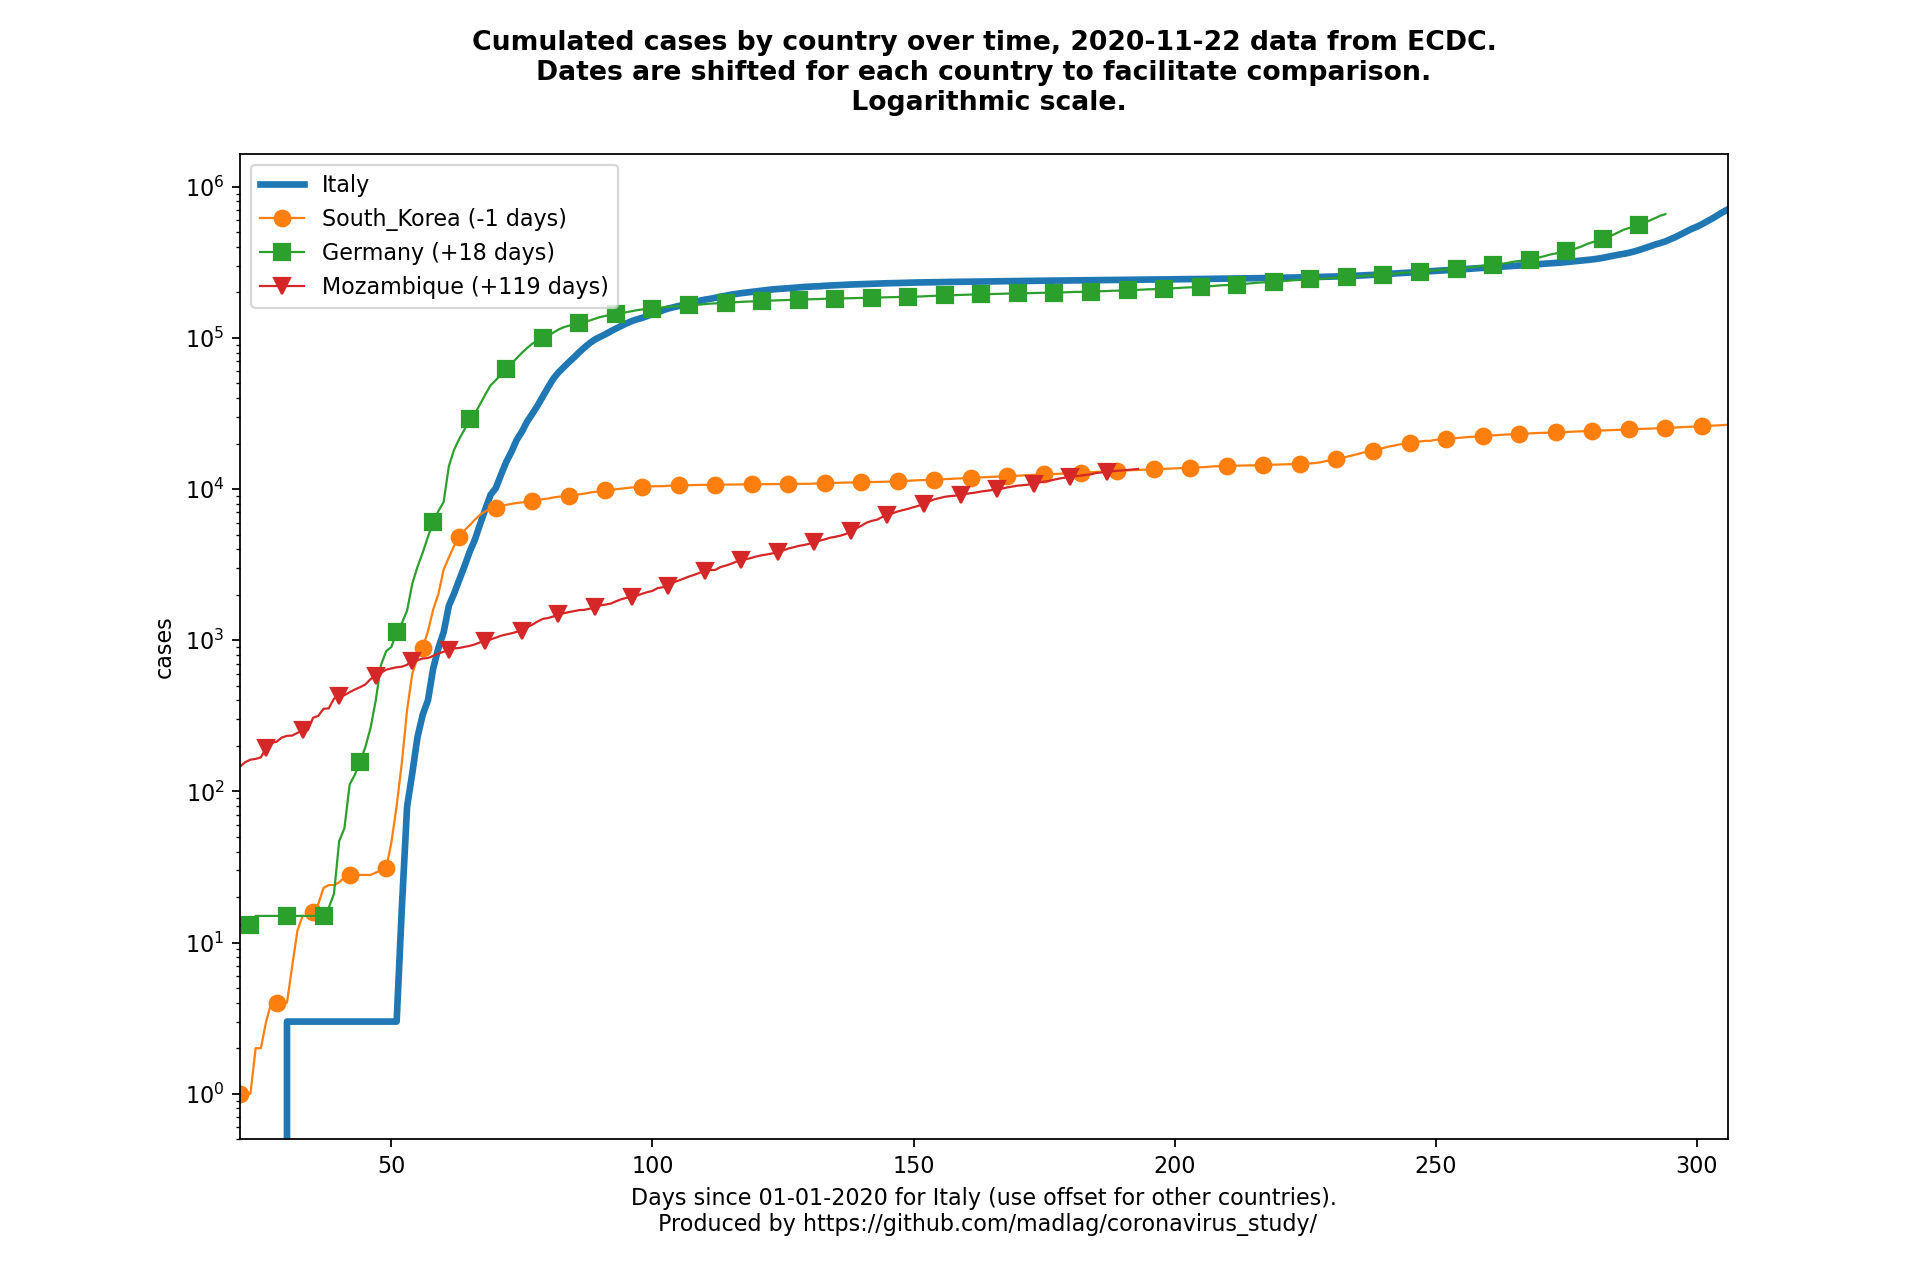 Cumulated cases by country over time, 2020-11-22 data from ECDC.
Dates are shifted for each country to facilitate comparison.
Logarithmic scale.
Italy
South_Korea (-1 days)
Germany (+18 days)
Mozambique (+119 days)
10⁶
10⁵
10⁴
10³
10²
10¹
10⁰
cases
50 100 150 200 250 300
Days since 01-01-2020 for Italy (use offset for other countries).
Produced by https://github.com/madlag/coronavirus_study/